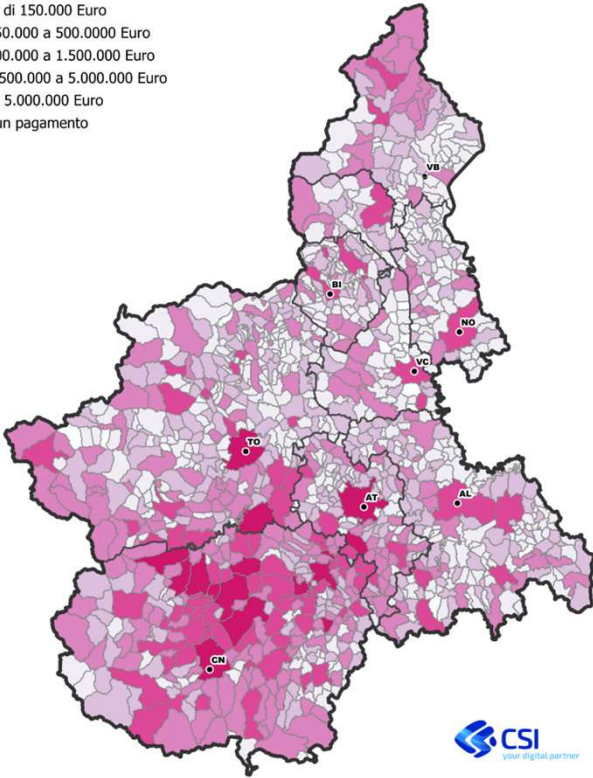 di 150.000 Euro
50.000 a 500.0000 Euro
00.000 a 1.500.000 Euro
500.000 a 5.000.000 Euro
5.000.000 Euro
un pagamento
VB
BI
NO
VC
TO
AT
AL
CN
CSI
your digital partner